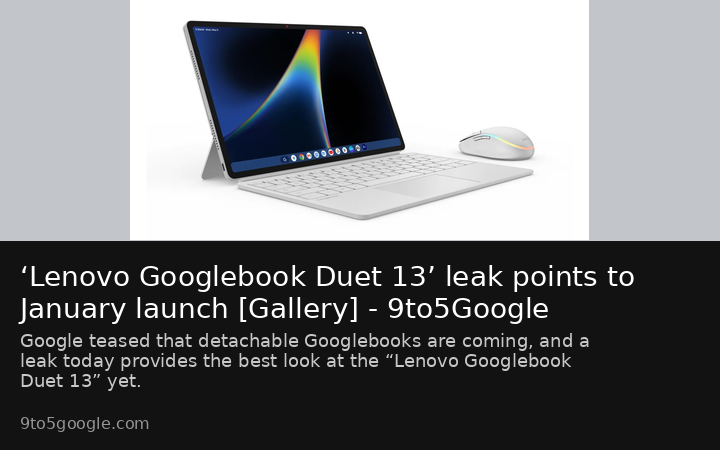 ‘Lenovo Googlebook Duet 13’ leak points to
January launch [Gallery] - 9to5Google
Google teased that detachable Googlebooks are coming, and a
leak today provides the best look at the “Lenovo Googlebook
Duet 13” yet.
9to5google.com